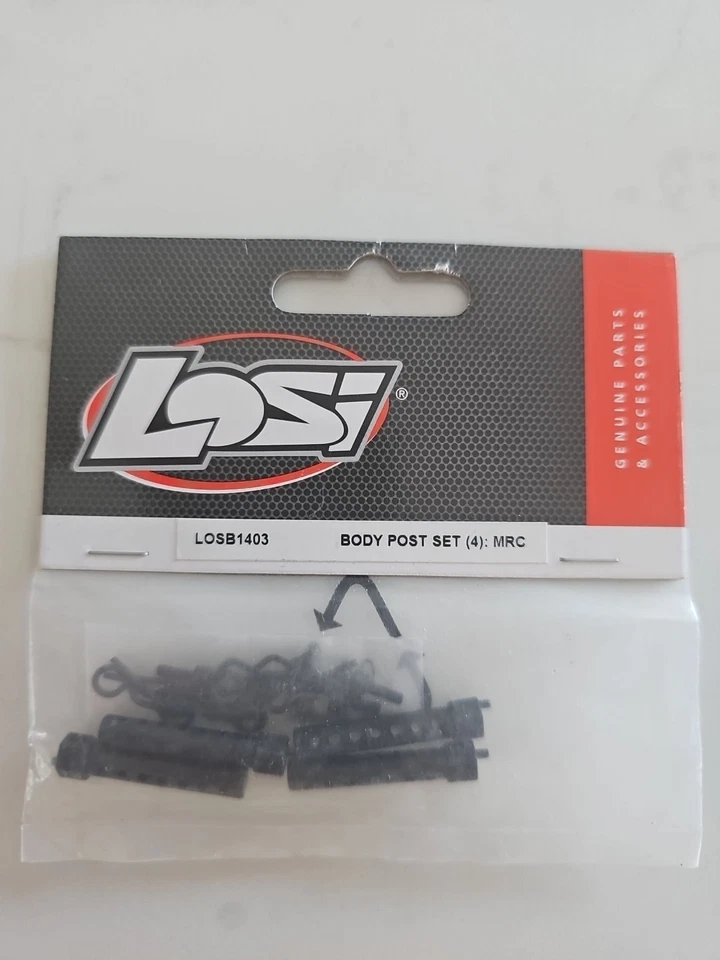 Losi®
GENUINE PARTS
& ACCESSORIES
LOSB1403 BODY POST SET (4): MRC